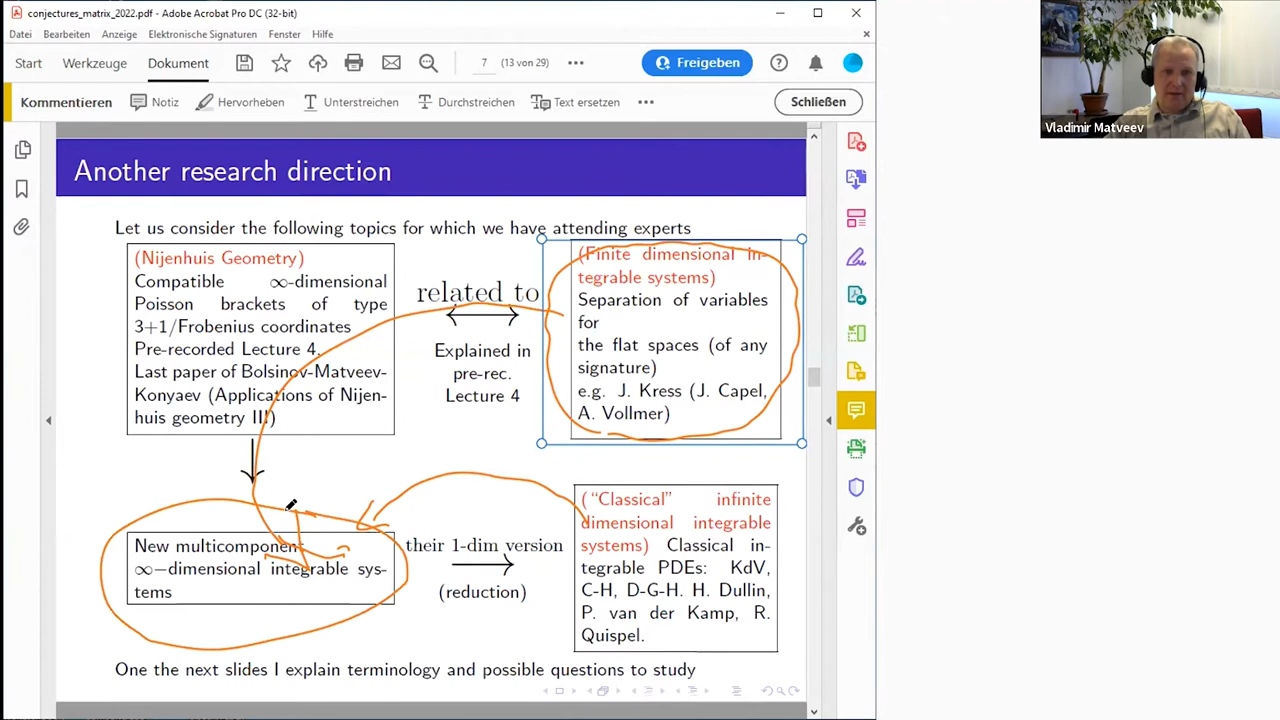 conjectures_matrix_2022.pdf - Adobe Acrobat Pro DC (32-bit)
Datei Bearbeiten Anzeige Elektronische Signaturen Fenster Hilfe
Start Werkzeuge Dokument 7 (13 von 29) Freigeben
Kommentieren Notiz Hervorheben Unterstreichen Durchstreichen Text ersetzen Schließen
Vladimir Matveev
Another research direction
Let us consider the following topics for which we have attending experts
(Nijenhuis Geometry)
Compatible ∞-dimensional
Poisson brackets of type
3+1/Frobenius coordinates
Pre-recorded Lecture 4.
Last paper of Bolsinov-Matveev-
Konyaev (Applications of Nijen-
huis geometry III)
related to
Explained in
pre-rec.
Lecture 4
(Finite dimensional in-
tegrable systems)
Separation of variables
for
the flat spaces (of any
signature)
e.g. J. Kress (J. Capel,
A. Vollmer)
New multicomponent
∞−dimensional integrable sys-
tems
their 1-dim version
(reduction)
("Classical" infinite
dimensional integrable
systems) Classical in-
tegrable PDEs: KdV,
C-H, D-G-H. H. Dullin,
P. van der Kamp, R.
Quispel.
One the next slides I explain terminology and possible questions to study